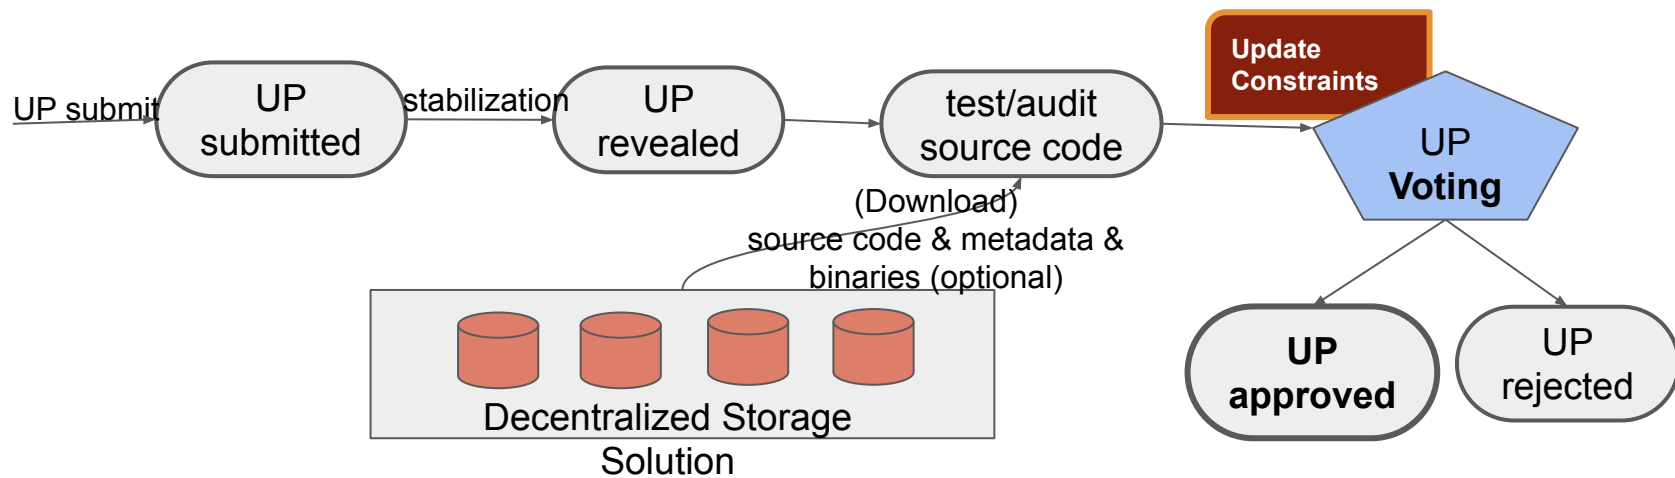 UP submit
UP
submitted
stabilization
UP
revealed
test/audit
source code
Update
Constraints
UP
Voting
(Download)
source code & metadata &
binaries (optional)
Decentralized Storage
Solution
UP
approved
UP
rejected